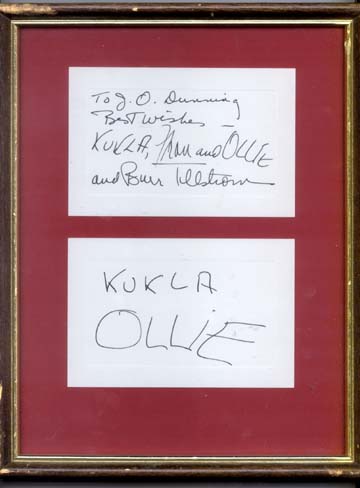 To J. O. Dunning
Best Wishes
KUKLA, Fran and OLLIE
and Burr Tillstrom
KUKLA
OLLIE